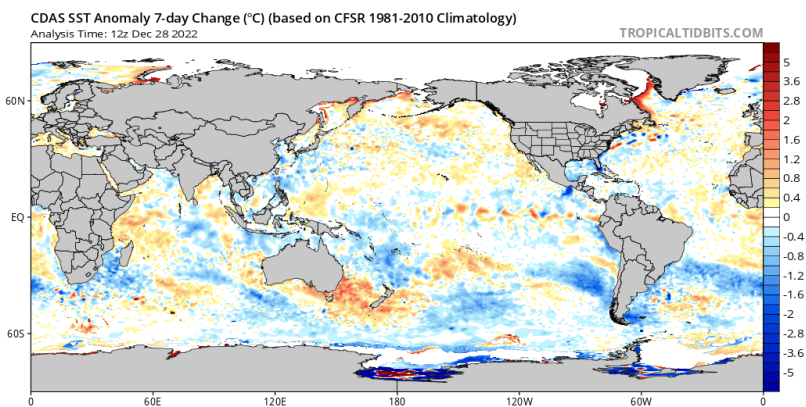 CDAS SST Anomaly 7-day Change (°C) (based on CFSR 1981-2010 Climatology)
Analysis Time: 12z Dec 28 2022
TROPICALTIDBITS.COM
60N
EQ
60S
0
60E
120E
180
120W
60W
0
5
3.6
2.8
2
1.6
1.2
0.8
0.4
0
-0.4
-0.8
-1.2
-1.6
-2
-2.8
-3.6
-5